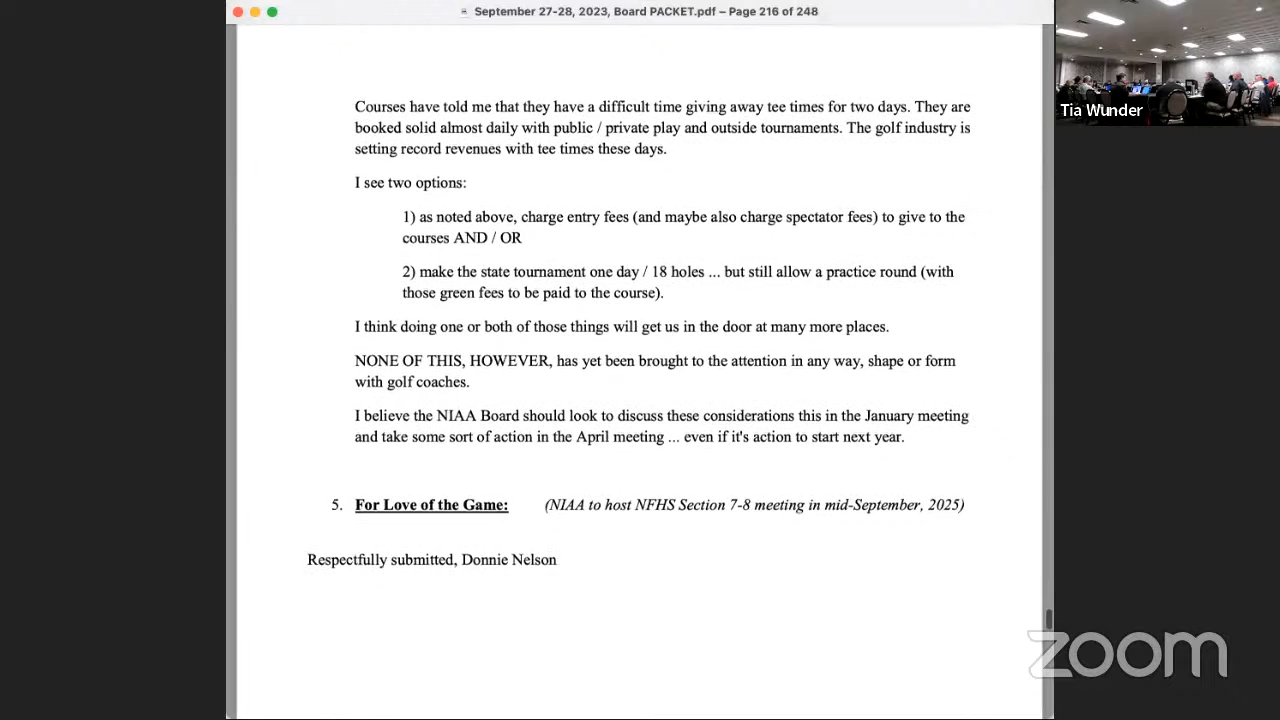 September 27-28, 2023, Board PACKET.pdf – Page 216 of 248
Tia Wunder
Courses have told me that they have a difficult time giving away tee times for two days. They are
booked solid almost daily with public / private play and outside tournaments. The golf industry is
setting record revenues with tee times these days.
I see two options:
1) as noted above, charge entry fees (and maybe also charge spectator fees) to give to the
courses AND / OR
2) make the state tournament one day / 18 holes ... but still allow a practice round (with
those green fees to be paid to the course).
I think doing one or both of those things will get us in the door at many more places.
NONE OF THIS, HOWEVER, has yet been brought to the attention in any way, shape or form
with golf coaches.
I believe the NIAA Board should look to discuss these considerations this in the January meeting
and take some sort of action in the April meeting ... even if it's action to start next year.
5. For Love of the Game: (NIAA to host NFHS Section 7-8 meeting in mid-September, 2025)
Respectfully submitted, Donnie Nelson
zoom